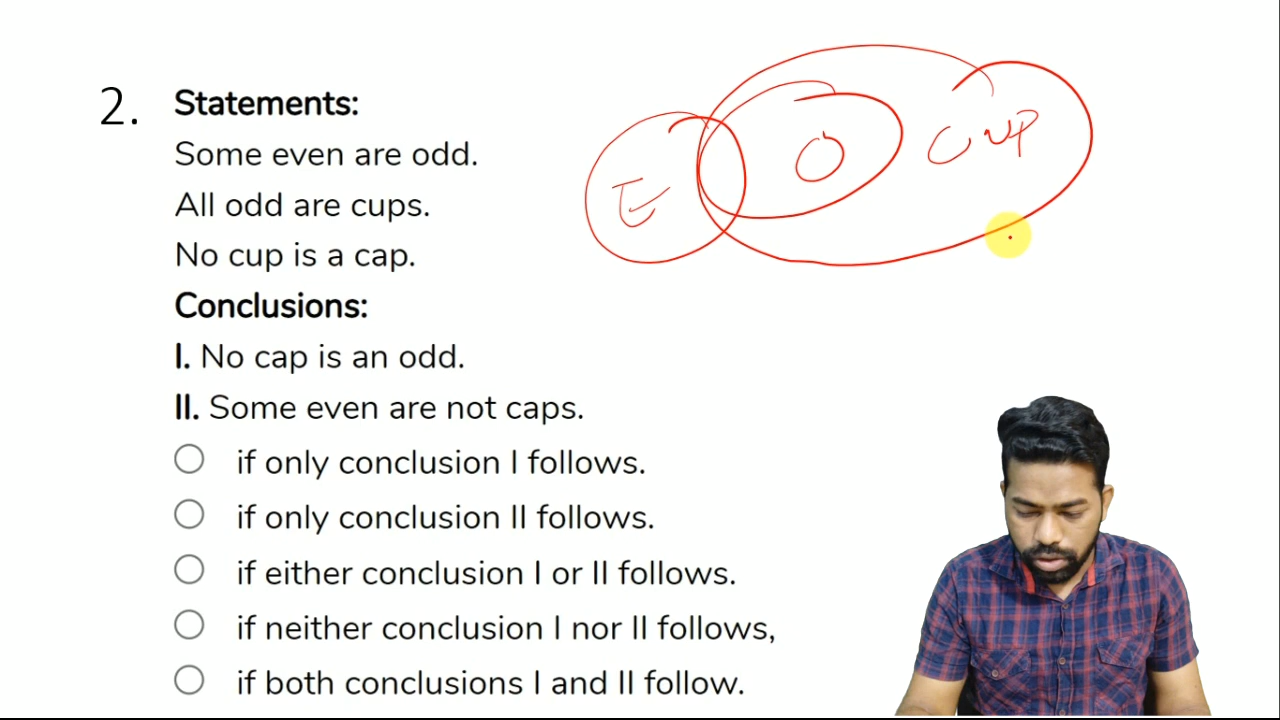 2. Statements:
Some even are odd.
All odd are cups.
No cup is a cap.
Conclusions:
I. No cap is an odd.
II. Some even are not caps.
if only conclusion I follows.
if only conclusion II follows.
if either conclusion I or II follows.
if neither conclusion I nor II follows,
if both conclusions I and II follow.
E
O
Cup